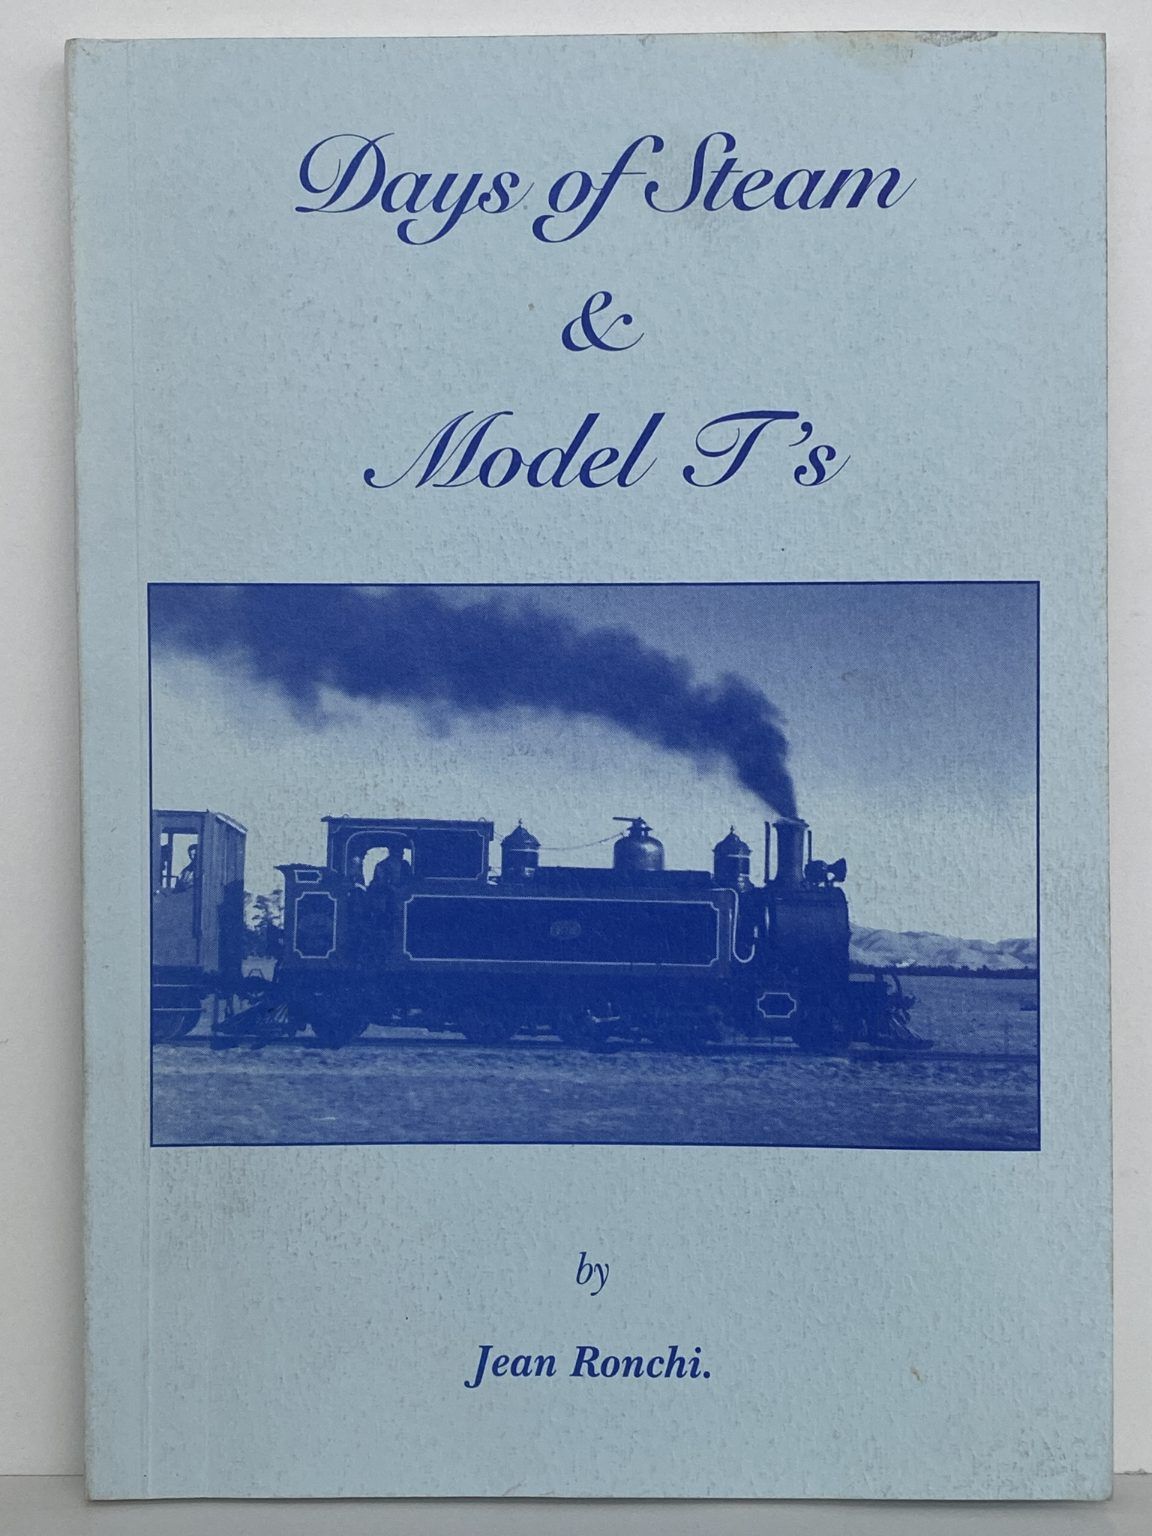 Days of Steam
&
Model T's
by
Jean Ronchi.